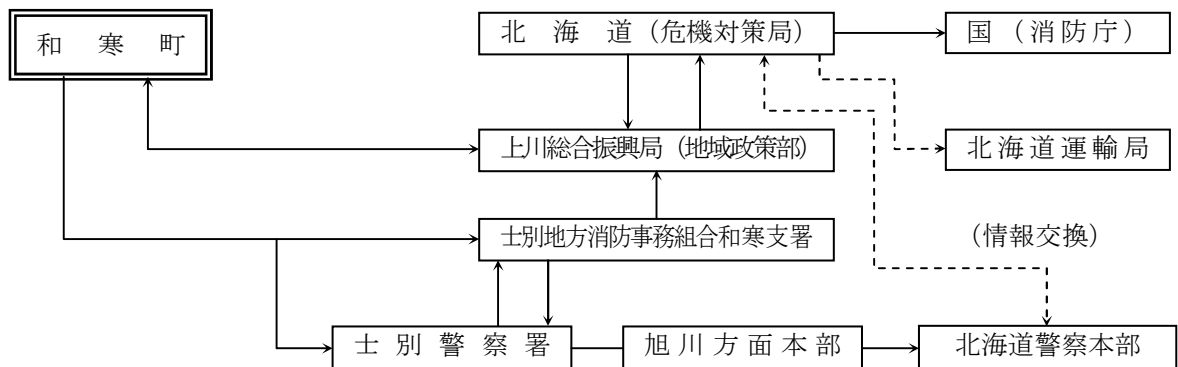 和寒町
北海道(危機対策局)
国(消防庁)
上川総合振興局(地域政策部)
北海道運輸局
士別地方消防事務組合和寒支署
(情報交換)
士別警察署
旭川方面本部
北海道警察本部